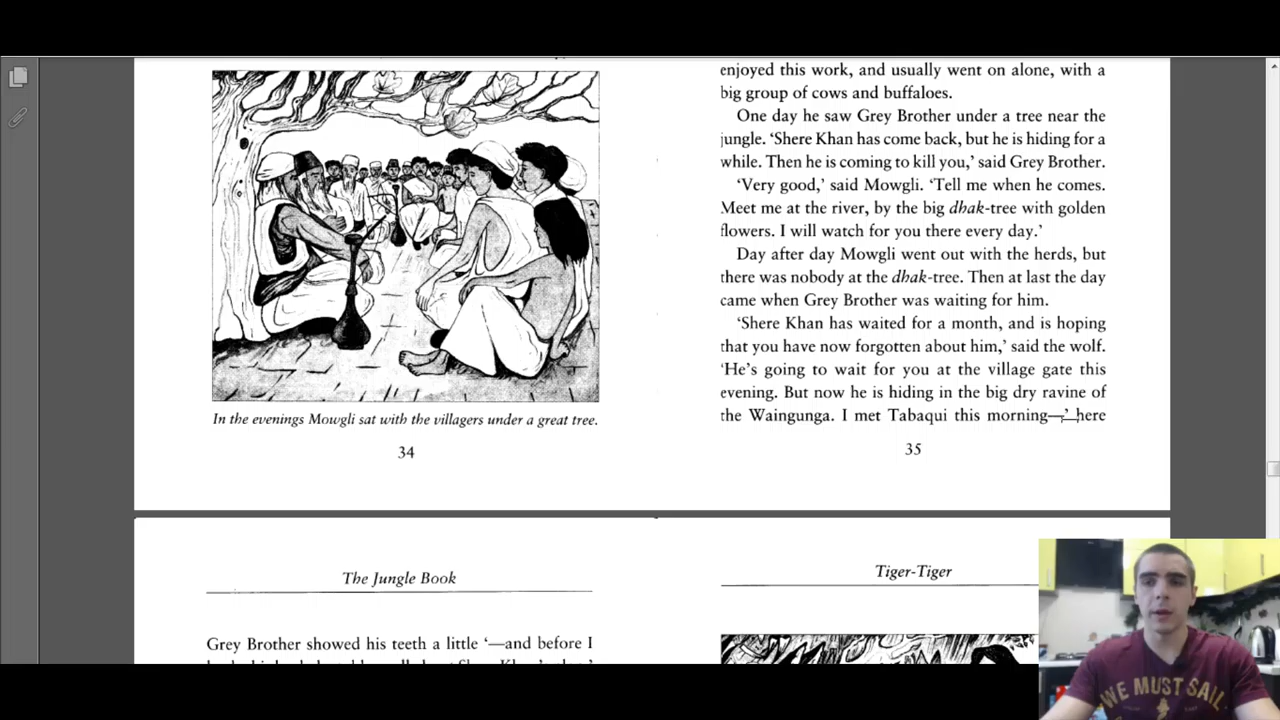 enjoyed this work, and usually went on alone, with a
big group of cows and buffaloes.
One day he saw Grey Brother under a tree near the
jungle. ‘Shere Khan has come back, but he is hiding for a
while. Then he is coming to kill you,’ said Grey Brother.
‘Very good,’ said Mowgli. ‘Tell me when he comes.
Meet me at the river, by the big dhak-tree with golden
flowers. I will watch for you there every day.’
Day after day Mowgli went out with the herds, but
there was nobody at the dhak-tree. Then at last the day
came when Grey Brother was waiting for him.
‘Shere Khan has waited for a month, and is hoping
that you have now forgotten about him,’ said the wolf.
‘He’s going to wait for you at the village gate this
evening. But now he is hiding in the big dry ravine of
the Waingunga. I met Tabaqui this morning—’ here
In the evenings Mowgli sat with the villagers under a great tree.
34
35
The Jungle Book
Tiger-Tiger
Grey Brother showed his teeth a little ‘—and before I
WE MUST SAIL